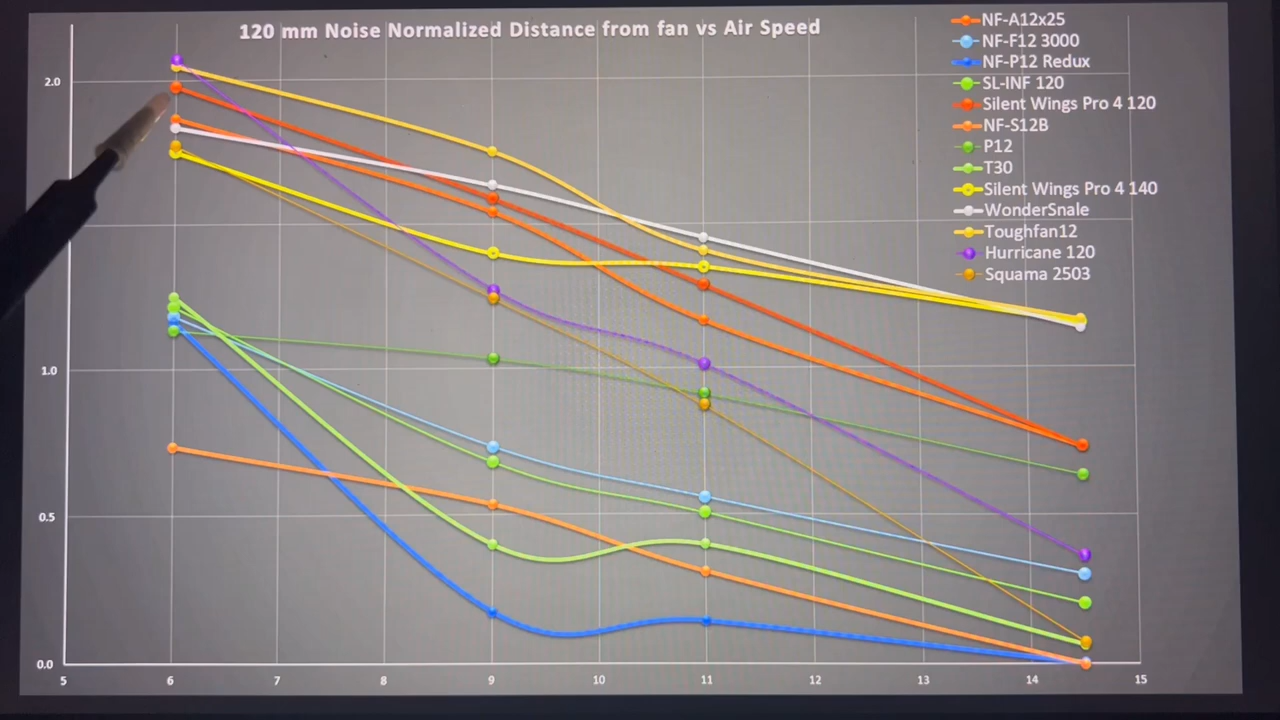 120 mm Noise Normalized Distance from fan vs Air Speed
NF-A12x25
NF-F12 3000
NF-P12 Redux
SL-INF 120
Silent Wings Pro 4 120
NF-S12B
P12
T30
Silent Wings Pro 4 140
WonderSnale
Toughfan12
Hurricane 120
Squama 2503
2.0
1.0
0.5
0.0
5 6 7 8 9 10 11 12 13 14 15